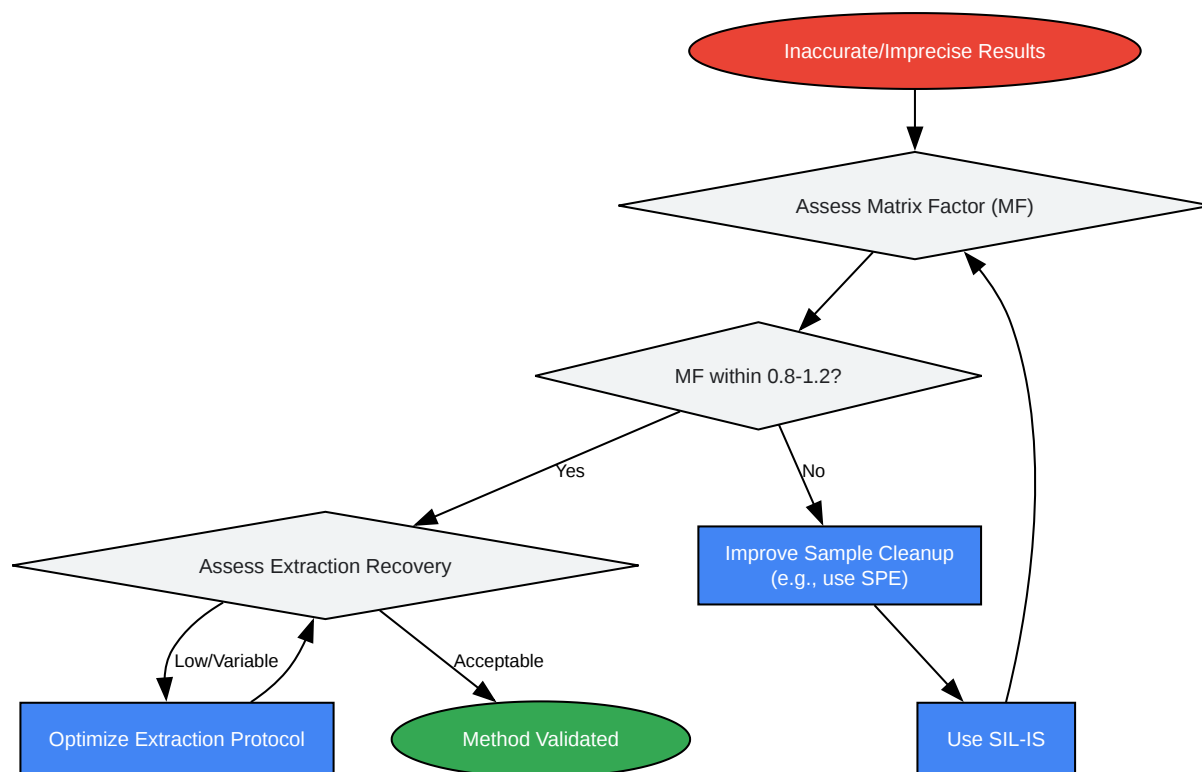 Inaccurate/Imprecise Results
Assess Matrix Factor (MF)
MF within 0.8-1.2?
Yes
No
Improve Sample Cleanup
(e.g., use SPE)
Assess Extraction Recovery
Low/Variable
Acceptable
Optimize Extraction Protocol
Method Validated
Use SIL-IS